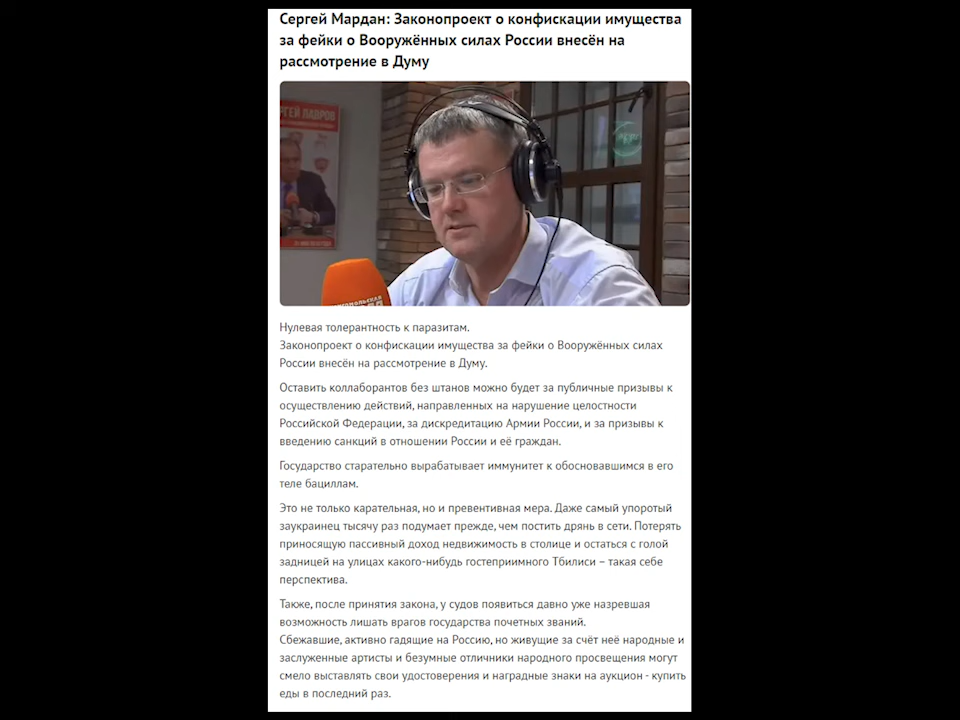 Сергей Мардан: Законопроект о конфискации имущества
за фейки о Вооружённых силах России внесён на
рассмотрение в Думу
РГЕЙ ЛАВРОВ
Нулевая толерантность к паразитам.
Законопроект о конфискации имущества за фейки о Вооружённых силах
России внесён на рассмотрение в Думу.
Оставить коллаборантов без штанов можно будет за публичные призывы к
осуществлению действий, направленных на нарушение целостности
Российской Федерации, за дискредитацию Армии России, и за призывы к
введению санкций в отношении России и её граждан.
Государство старательно вырабатывает иммунитет к обосновавшимся в его
теле бациллам.
Это не только карательная, но и превентивная мера. Даже самый упоротый
заукраинец тысячу раз подумает прежде, чем постить дрянь в сети. Потерять
приносящую пассивный доход недвижимость в столице и остаться с голой
задницей на улицах какого-нибудь гостеприимного Тбилиси – такая себе
перспектива.
Также, после принятия закона, у судов появиться давно уже назревшая
возможность лишать врагов государства почетных званий.
Сбежавшие, активно гадящие на Россию, но живущие за счёт неё народные и
заслуженные артисты и безумные отличники народного просвещения могут
смело выставлять свои удостоверения и наградные знаки на аукцион - купить
еды в последний раз.